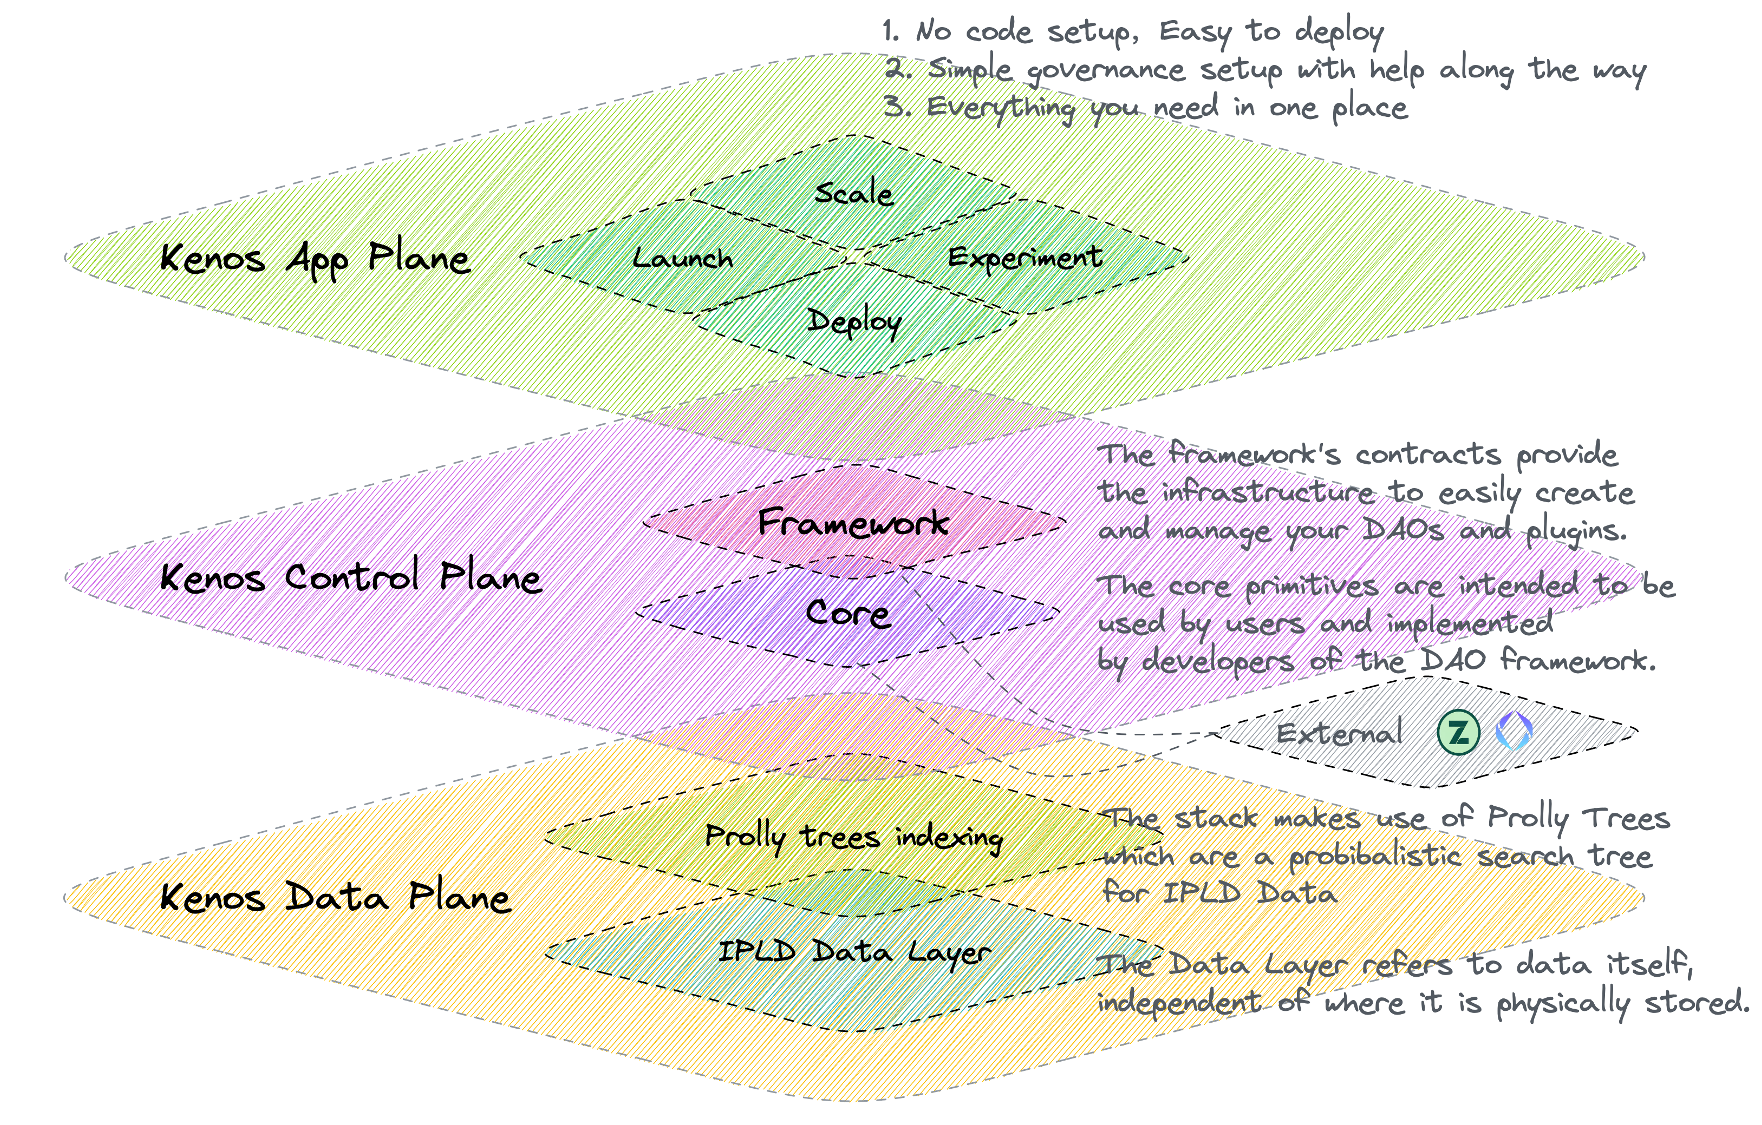 1. No code setup, Easy to deploy
2. Simple governance setup with help along the way
3. Everything you need in one place
Scale
Kenos App Plane
Launch
Experiment
Deploy
The framework's contracts provide
the infrastructure to easily create
and manage your DAOs and plugins.
Framework
Kenos Control Plane
Core
The core primitives are intended to be
used by users and implemented
by developers of the DAO framework.
External
Z
Prolly trees indexing
The stack makes use of Prolly Trees
which are a probibalistic search tree
for IPLD Data
Kenos Data Plane
IPLD Data Layer
The Data Layer refers to data itself,
independent of where it is physically stored.